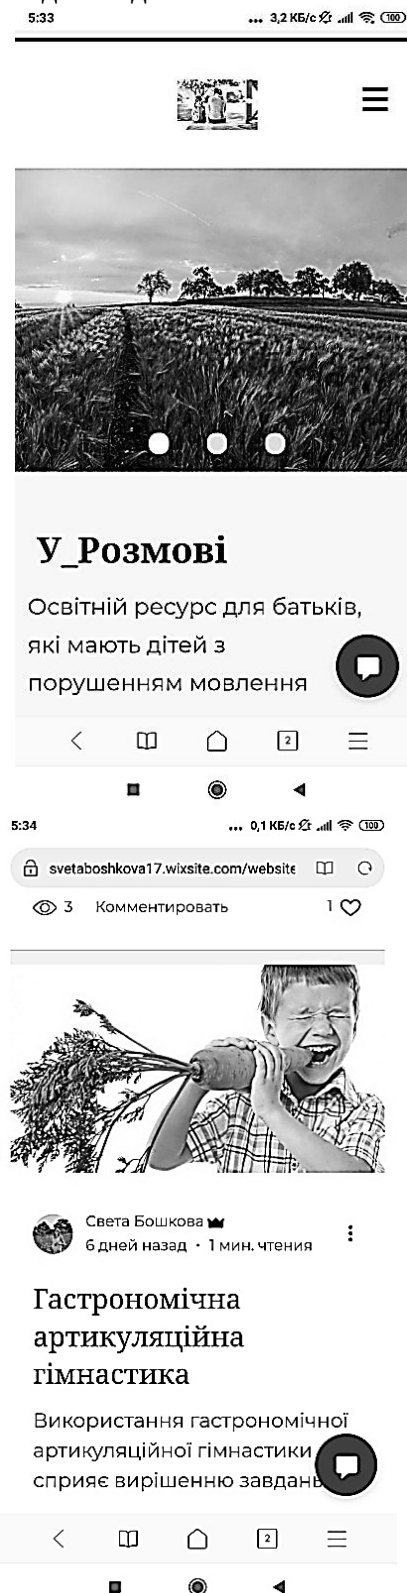 5:33
... 3,2 КБ/с 100
У_Розмові
Освітній ресурс для батьків,
які мають дітей з
порушенням мовлення
2
5:34
... 0,1 КБ/с 100
svetaboshkova17.wixsite.com/website
3 Комментировать 1
Света Бошкова
6 дней назад · 1 мин. чтения
Гастрономічна
артикуляційна
гімнастика
Використання гастрономічної
артикуляційної гімнастики
сприяє вирішенню завдань
2